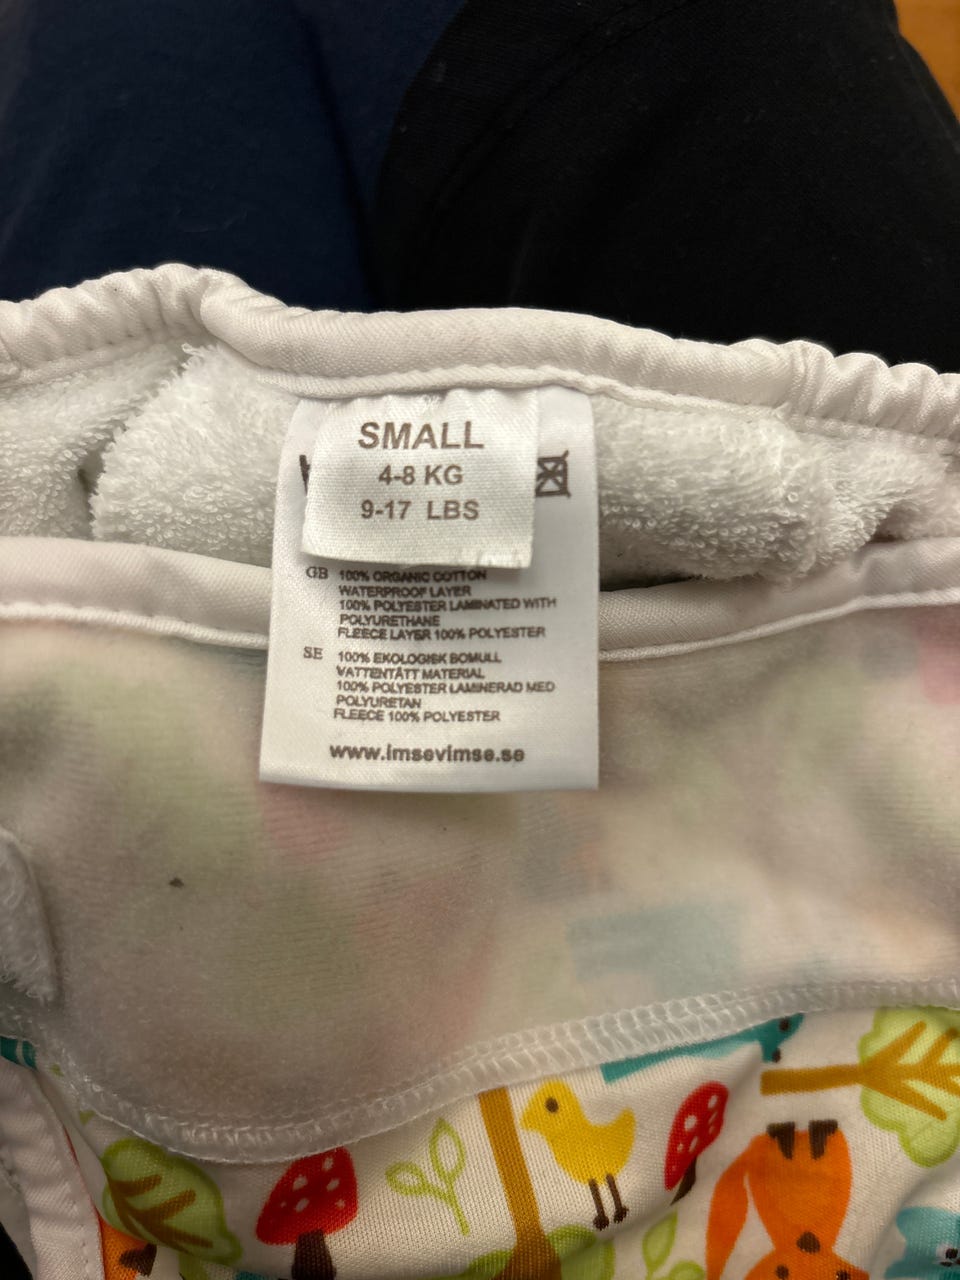 SMALL
4-8 KG
9-17 LBS
GB 100% ORGANIC COTTON
WATERPROOF LAYER
100% POLYESTER LAMINATED WITH
POLYURETHANE
FLEECE LAYER 100% POLYESTER
SE 100% EKOLOGISK BOMULL
VATTENTÄTT MATERIAL
100% POLYESTER LAMINERAD MED
POLYURETAN
FLEECE 100% POLYESTER
www.imsevimse.se